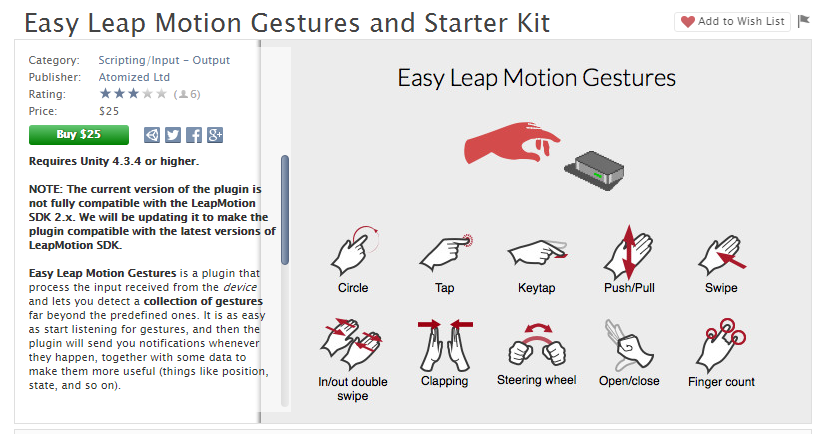 Easy Leap Motion Gestures and Starter Kit
Add to Wish List
Category: Scripting/Input – Output
Publisher: Atomized Ltd
Rating: (6)
Price: $25
Buy $25
Requires Unity 4.3.4 or higher.
NOTE: The current version of the plugin is
not fully compatible with the LeapMotion
SDK 2.x. We will be updating it to make the
plugin compatible with the latest versions of
LeapMotion SDK.
Easy Leap Motion Gestures is a plugin that
process the input received from the device
and lets you detect a collection of gestures
far beyond the predefined ones. It is as easy
as start listening for gestures, and then the
plugin will send you notifications whenever
they happen, together with some data to
make them more useful (things like position,
state, and so on).
Easy Leap Motion Gestures
Circle
Tap
Keytap
Push/Pull
Swipe
In/out double
swipe
Clapping
Steering wheel
Open/close
Finger count